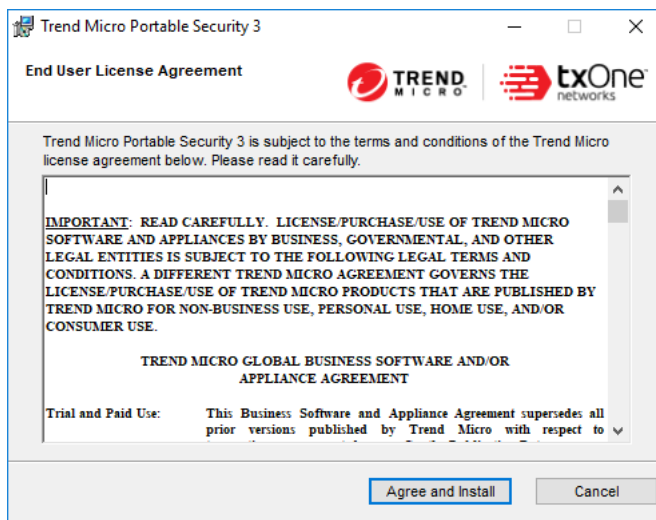 Trend Micro Portable Security 3
End User License Agreement
TREND
MICRO
txOne
networks
Trend Micro Portable Security 3 is subject to the terms and conditions of the Trend Micro
license agreement below. Please read it carefully.
IMPORTANT: READ CAREFULLY. LICENSE/PURCHASE/USE OF TREND MICRO
SOFTWARE AND APPLIANCES BY BUSINESS, GOVERNMENTAL, AND OTHER
LEGAL ENTITIES IS SUBJECT TO THE FOLLOWING LEGAL TERMS AND
CONDITIONS. A DIFFERENT TREND MICRO AGREEMENT GOVERNS THE
LICENSE/PURCHASE/USE OF TREND MICRO PRODUCTS THAT ARE PUBLISHED BY
TREND MICRO FOR NON-BUSINESS USE, PERSONAL USE, HOME USE, AND/OR
CONSUMER USE.
TREND MICRO GLOBAL BUSINESS SOFTWARE AND/OR
APPLIANCE AGREEMENT
Trial and Paid Use: This Business Software and Appliance Agreement supersedes all
prior versions published by Trend Micro with respect to
Agree and Install
Cancel